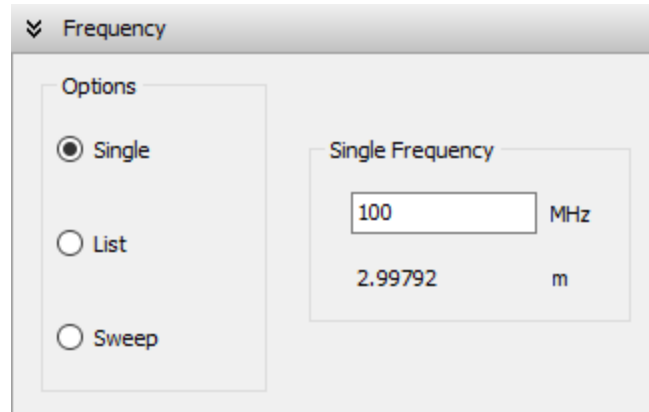 Frequency
Options
Single
List
Sweep
Single Frequency
100 MHz
2.99792 m